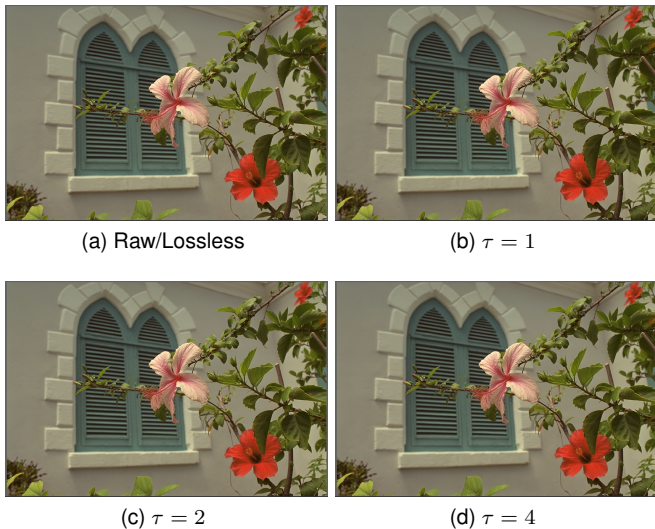 (a) Raw/Lossless
(b) τ = 1
(c) τ = 2
(d) τ = 4